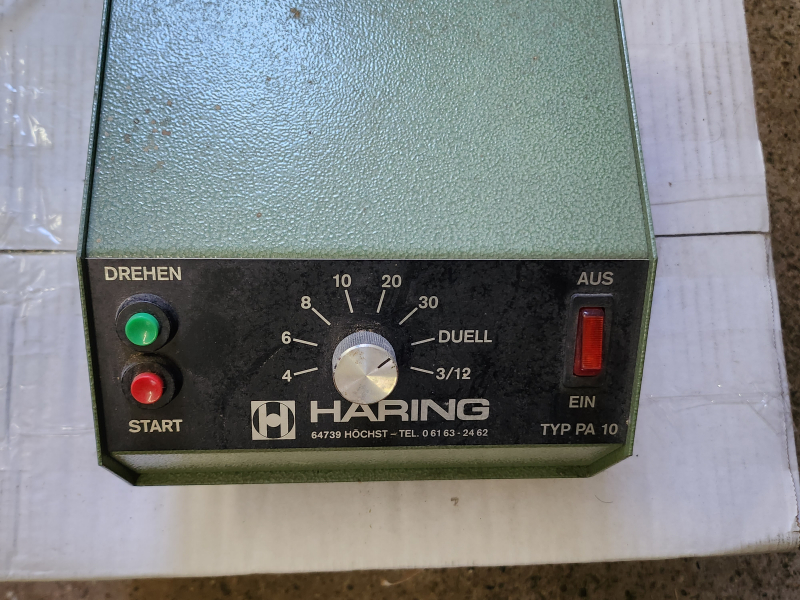 DREHEN
START
4
6
8
10
20
30
DUELL
3/12
AUS
EIN
HARING
64739 HÖCHST – TEL. 0 61 63 - 24 62
TYP PA 10